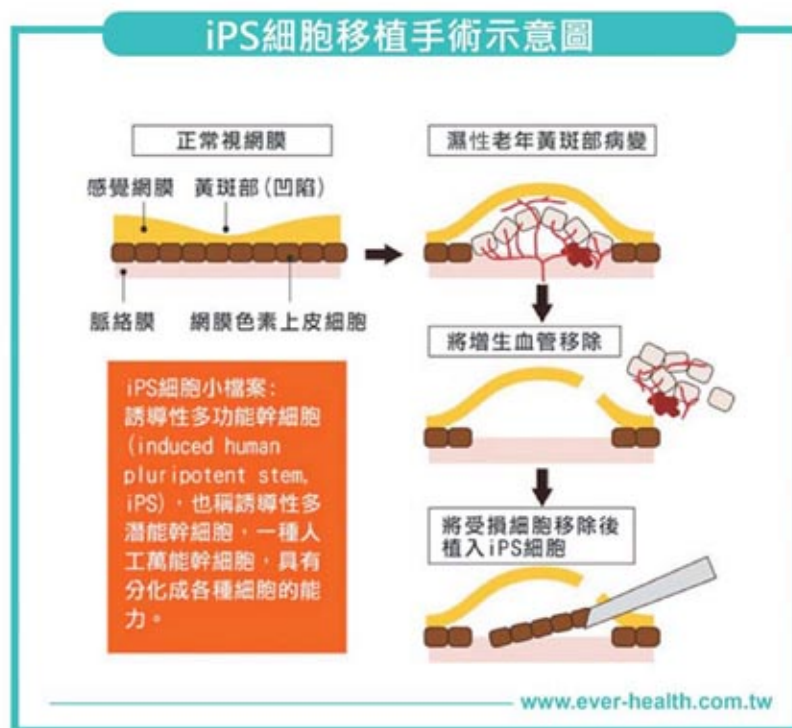 iPS細胞移植手術示意圖
正常視網膜
感覺網膜
黃斑部(凹陷)
脈絡膜
網膜色素上皮細胞
iPS細胞小檔案:
誘導性多功能幹細胞
(induced human
pluripotent stem,
iPS),也稱誘導性多
潛能幹細胞,一種人
工萬能幹細胞,具有
分化成各種細胞的能
力。
濕性老年黃斑部病變
將增生血管移除
將受損細胞移除後
植入iPS細胞
www.ever-health.com.tw